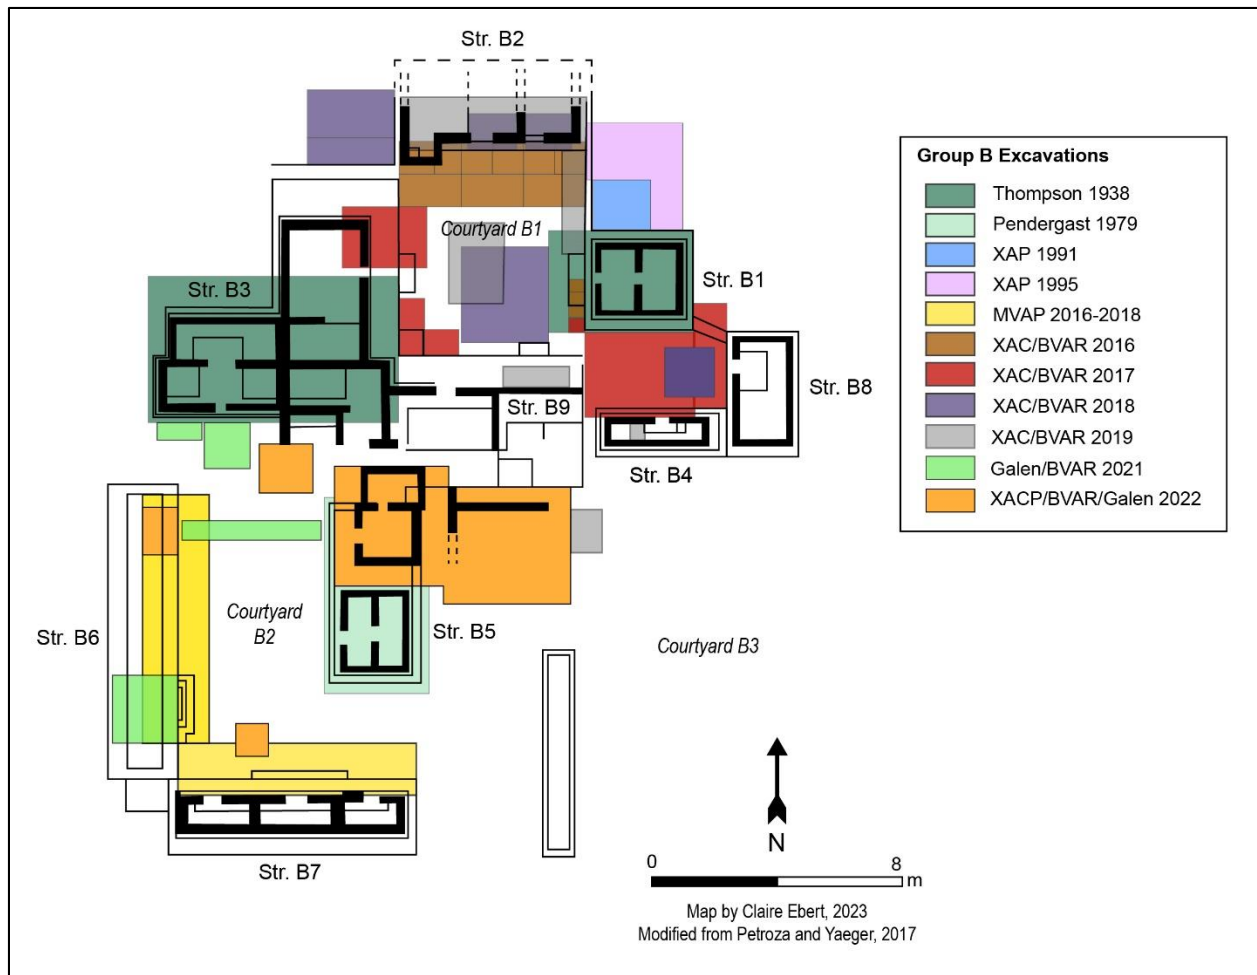 Str. B2
Group B Excavations
Thompson 1938
Pendergast 1979
XAP 1991
XAP 1995
MVAP 2016-2018
XAC/BVAR 2016
XAC/BVAR 2017
XAC/BVAR 2018
XAC/BVAR 2019
Galen/BVAR 2021
XACP/BVAR/Galen 2022
Courtyard B1
Str. B1
Str. B3
Str. B8
Str. B9
Str. B4
Courtyard
B2
Str. B5
Str. B6
Courtyard B3
Str. B7
N
0 8
m
Map by Claire Ebert, 2023
Modified from Petroza and Yaeger, 2017